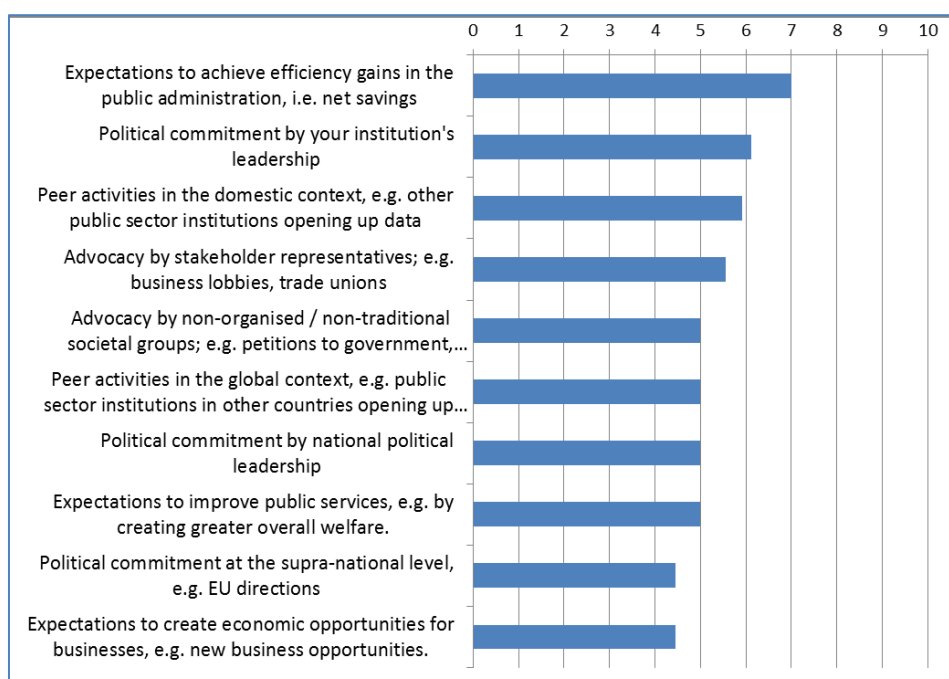 0 1 2 3 4 5 6 7 8 9 10
Expectations to achieve efficiency gains in the
public administration, i.e. net savings
Political commitment by your institution's
leadership
Peer activities in the domestic context, e.g. other
public sector institutions opening up data
Advocacy by stakeholder representatives; e.g.
business lobbies, trade unions
Advocacy by non-organised / non-traditional
societal groups; e.g. petitions to government,...
Peer activities in the global context, e.g. public
sector institutions in other countries opening up...
Political commitment by national political
leadership
Expectations to improve public services, e.g. by
creating greater overall welfare.
Political commitment at the supra-national level,
e.g. EU directions
Expectations to create economic opportunities for
businesses, e.g. new business opportunities.